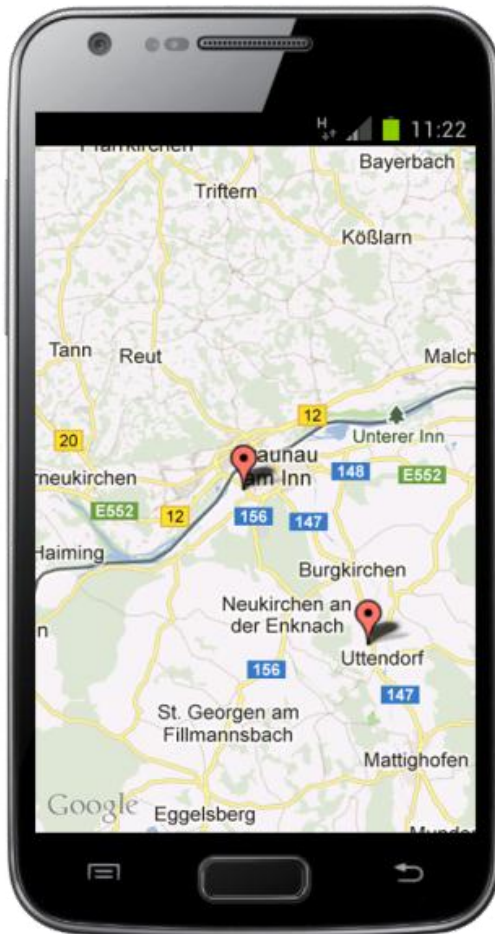 H 11:22
Bayerbach
Triftern
Kößlarn
Tann
Reut
Malch
12
20
Unterer Inn
aunau
am Inn
148
E552
rneukirchen
E552
12
156
147
Haiming
Burgkirchen
Neukirchen an
der Enknach
n
Uttendorf
156
147
St. Georgen am
Fillmannsbach
Mattighofen
Google
Eggelsberg